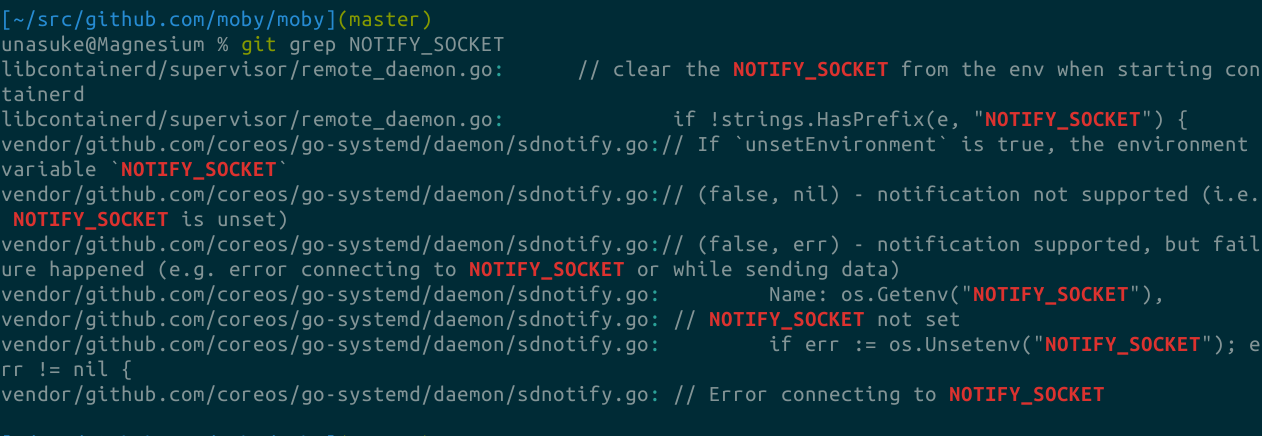 [~/src/github.com/moby/moby](master)
unasuke@Magnesium % git grep NOTIFY_SOCKET
libcontainerd/supervisor/remote_daemon.go:      // clear the NOTIFY_SOCKET from the env when starting con
tainerd
libcontainerd/supervisor/remote_daemon.go:              if !strings.HasPrefix(e, "NOTIFY_SOCKET") {
vendor/github.com/coreos/go-systemd/daemon/sdnotify.go:// If `unsetEnvironment` is true, the environment
variable `NOTIFY_SOCKET`
vendor/github.com/coreos/go-systemd/daemon/sdnotify.go:// (false, nil) - notification not supported (i.e.
 NOTIFY_SOCKET is unset)
vendor/github.com/coreos/go-systemd/daemon/sdnotify.go:// (false, err) - notification supported, but fail
ure happened (e.g. error connecting to NOTIFY_SOCKET or while sending data)
vendor/github.com/coreos/go-systemd/daemon/sdnotify.go:         Name: os.Getenv("NOTIFY_SOCKET"),
vendor/github.com/coreos/go-systemd/daemon/sdnotify.go: // NOTIFY_SOCKET not set
vendor/github.com/coreos/go-systemd/daemon/sdnotify.go:         if err := os.Unsetenv("NOTIFY_SOCKET"); e
rr != nil {
vendor/github.com/coreos/go-systemd/daemon/sdnotify.go: // Error connecting to NOTIFY_SOCKET